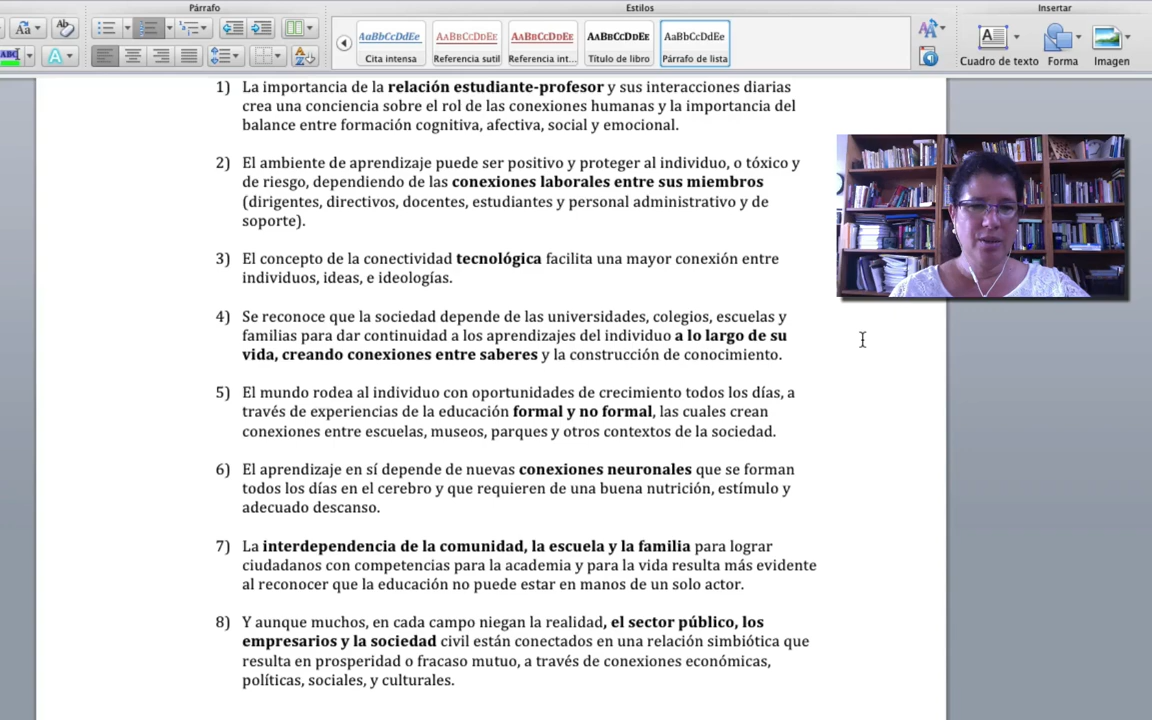 Párrafo
Estilos
Insertar
Aa
ABC
A
A
Z
AaBbCcDdEe
AaBbCcDdEe
AaBbCcDdEe
AaBbCcDdEe
AaBbCcDdEe
A
Cita intensa
Referencia sutil
Referencia int...
Título de libro
Párrafo de lista
Cuadro de texto
Forma
Imagen
1) La importancia de la relación estudiante-profesor y sus interacciones diarias
crea una conciencia sobre el rol de las conexiones humanas y la importancia del
balance entre formación cognitiva, afectiva, social y emocional.
2) El ambiente de aprendizaje puede ser positivo y proteger al individuo, o tóxico y
de riesgo, dependiendo de las conexiones laborales entre sus miembros
(dirigentes, directivos, docentes, estudiantes y personal administrativo y de
soporte).
3) El concepto de la conectividad tecnológica facilita una mayor conexión entre
individuos, ideas, e ideologías.
4) Se reconoce que la sociedad depende de las universidades, colegios, escuelas y
familias para dar continuidad a los aprendizajes del individuo a lo largo de su
vida, creando conexiones entre saberes y la construcción de conocimiento.
5) El mundo rodea al individuo con oportunidades de crecimiento todos los días, a
través de experiencias de la educación formal y no formal, las cuales crean
conexiones entre escuelas, museos, parques y otros contextos de la sociedad.
6) El aprendizaje en sí depende de nuevas conexiones neuronales que se forman
todos los días en el cerebro y que requieren de una buena nutrición, estímulo y
adecuado descanso.
7) La interdependencia de la comunidad, la escuela y la familia para lograr
ciudadanos con competencias para la academia y para la vida resulta más evidente
al reconocer que la educación no puede estar en manos de un solo actor.
8) Y aunque muchos, en cada campo niegan la realidad, el sector público, los
empresarios y la sociedad civil están conectados en una relación simbiótica que
resulta en prosperidad o fracaso mutuo, a través de conexiones económicas,
políticas, sociales, y culturales.